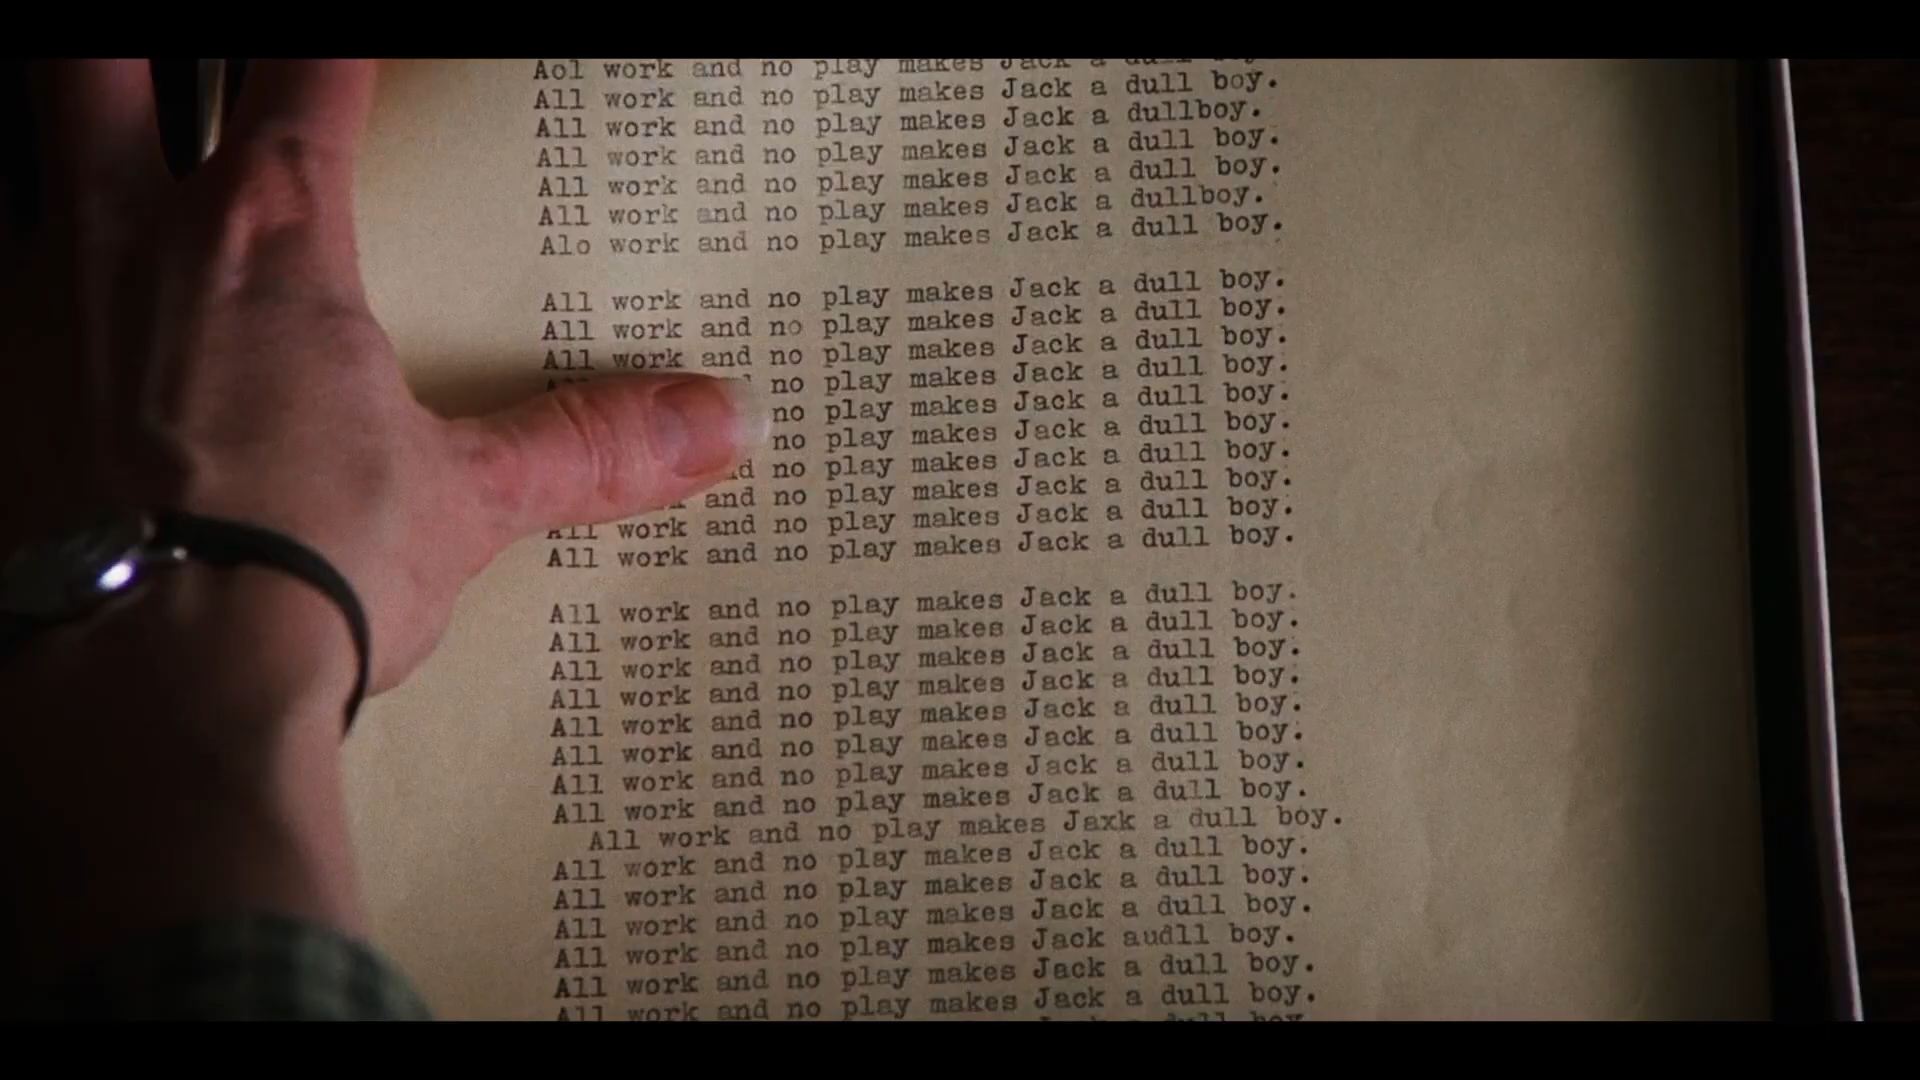 Aol work and no play makes Jack a
All work and no play makes Jack a dull boy.
All work and no play makes Jack a dullboy.
All work and no play makes Jack a dull boy.
All work and no play makes Jack a dull boy.
All work and no play makes Jack a dullboy.
Alo work and no play makes Jack a dull boy.
All work and no play makes Jack a dull boy.
All work and no play makes Jack a dull boy.
All work and no play makes Jack a dull boy.
no play makes Jack a dull boy.
no play makes Jack a dull boy.
no play makes Jack a dull boy.
no play makes Jack a dull boy.
and no play makes Jack a dull boy.
All work and no play makes Jack a dull boy.
All work and no play makes Jack a dull boy.
All work and no play makes Jack a dull boy.
All work and no play makes Jack a dull boy.
All work and no play makes Jack a dull boy.
All work and no play makes Jack a dull boy.
All work and no play makes Jack a dull boy.
All work and no play makes Jack a dull boy.
All work and no play makes Jack a dull boy.
All work and no play makes Jack a dull boy.
All work and no play makes Jaxk a dull boy.
All work and no play makes Jack a dull boy.
All work and no play makes Jack a dull boy.
All work and no play makes Jack a dull boy.
All work and no play makes Jack audll boy.
All work and no play makes Jack a dull boy.
All work and no play makes Jack a dull boy.